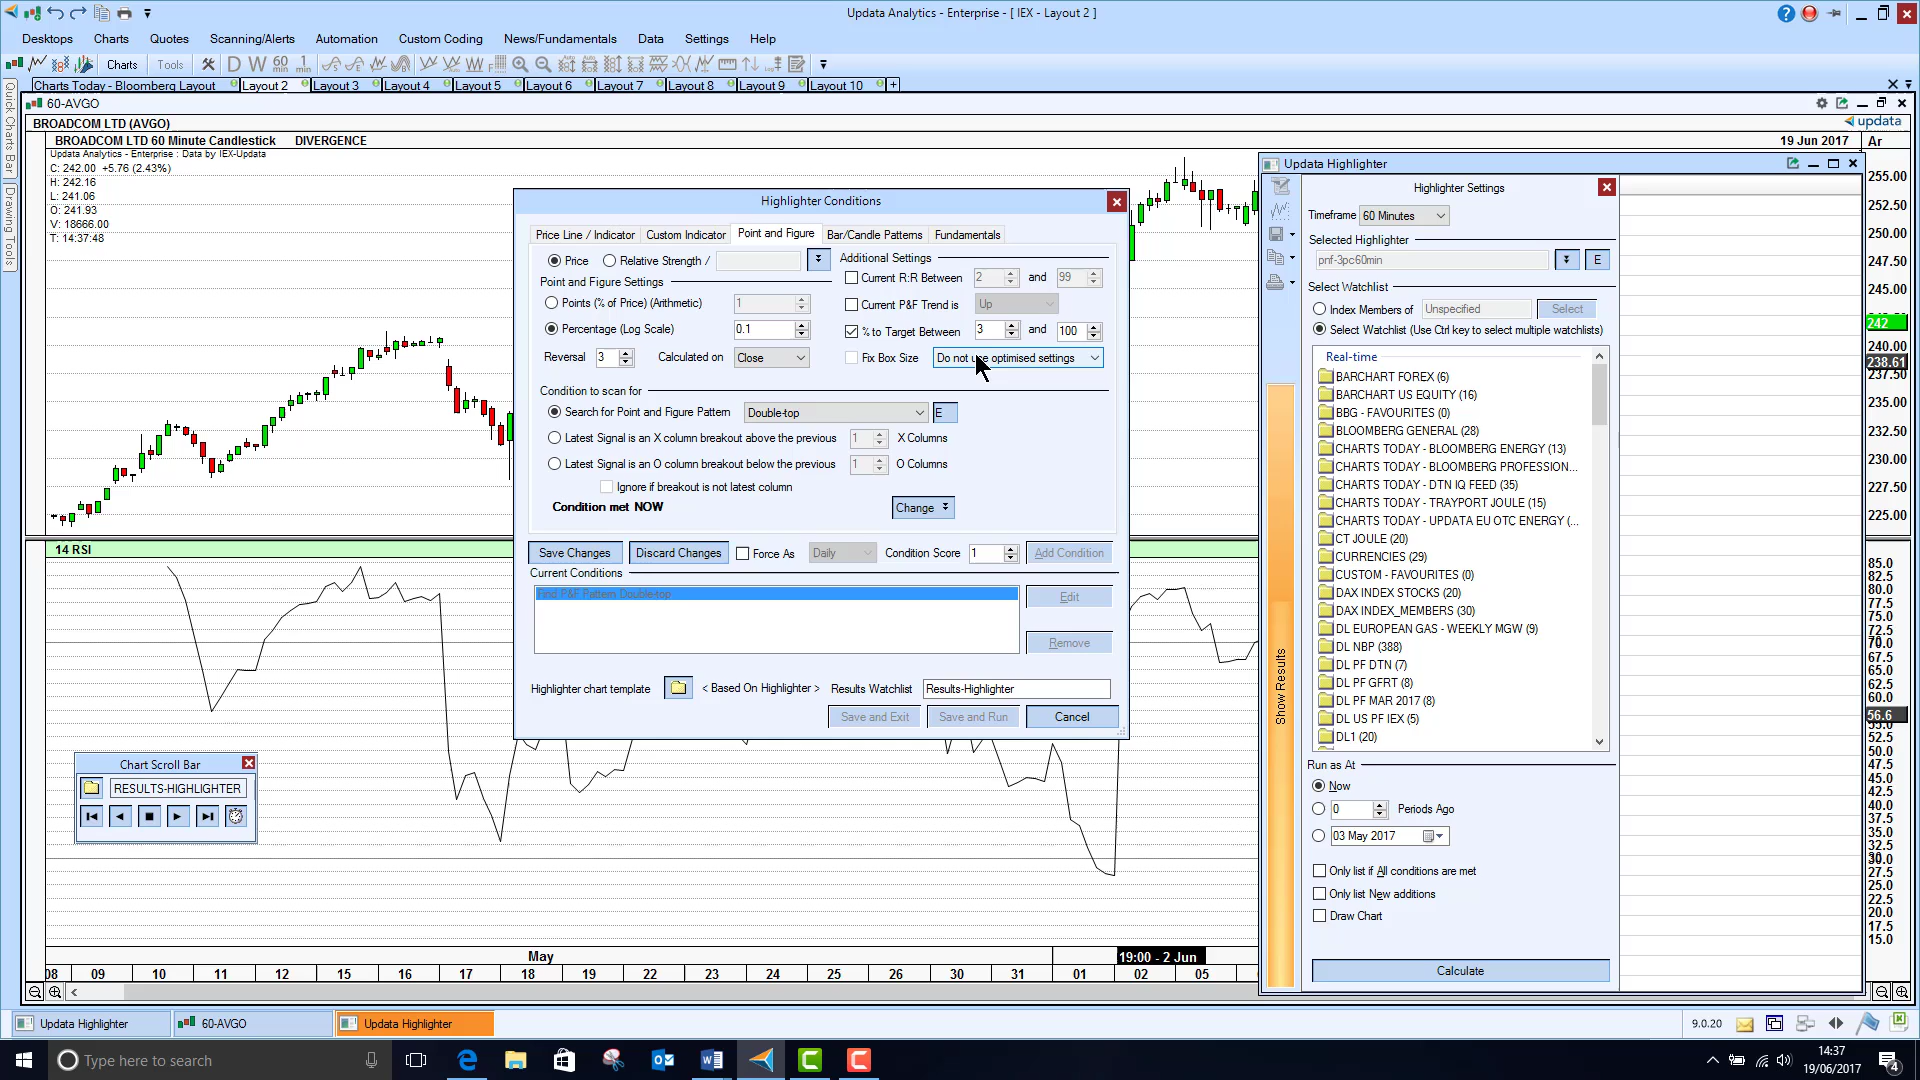 Updata Analytics - Enterprise - [ IEX - Layout 2 ]
Desktops Charts Quotes Scanning/Alerts Automation Custom Coding News/Fundamentals Data Settings Help
Charts Tools D W 60 min 1 min
Charts Today - Bloomberg Layout Layout 2 Layout 3 Layout 4 Layout 5 Layout 6 Layout 7 Layout 8 Layout 9 Layout 10 +
Quick Charts Bar
Drawing Tools
60-AVGO
BROADCOM LTD (AVGO)
updata
BROADCOM LTD 60 Minute Candlestick DIVERGENCE
19 Jun 2017 Ar
Updata Analytics - Enterprise : Data by IEX-Updata
C: 242.00 +5.76 (2.43%)
H: 242.16
L: 241.06
O: 241.93
V: 18666.00
T: 14:37:48
255.00
252.50
250.00
247.50
245.00
242
240.00
238.61
237.50
235.00
232.50
230.00
227.50
225.00
14 RSI
85.0
82.5
80.0
77.5
75.0
72.5
70.0
67.5
65.0
62.5
60.0
56.6
52.5
50.0
47.5
45.0
42.5
40.0
37.5
35.0
32.5
30.0
27.5
25.0
22.5
20.0
17.5
15.0
May
19:00 - 2 Jun
08 09 10 11 12 15 16 17 18 19 22 23 24 25 26 30 31 01 02 05
Highlighter Conditions
Price Line / Indicator Custom Indicator Point and Figure Bar/Candle Patterns Fundamentals
Price Relative Strength /
Point and Figure Settings
Points (% of Price) (Arithmetic) 1
Percentage (Log Scale) 0.1
Reversal 3 Calculated on Close
Additional Settings
Current R:R Between 2 and 99
Current P&F Trend is Up
% to Target Between 3 and 100
Fix Box Size Do not use optimised settings
Condition to scan for
Search for Point and Figure Pattern Double-top E
Latest Signal is an X column breakout above the previous 1 X Columns
Latest Signal is an O column breakout below the previous 1 O Columns
Ignore if breakout is not latest column
Condition met NOW Change
Save Changes Discard Changes Force As Daily Condition Score 1 Add Condition
Current Conditions
Find P&F Pattern Double-top
Edit
Remove
Highlighter chart template < Based On Highlighter > Results Watchlist Results-Highlighter
Save and Exit Save and Run Cancel
Chart Scroll Bar
RESULTS-HIGHLIGHTER
Updata Highlighter
Highlighter Settings
Timeframe 60 Minutes
Selected Highlighter
pnf-3pc60min E
Select Watchlist
Index Members of Unspecified Select
Select Watchlist (Use Ctrl key to select multiple watchlists)
Real-time
BARCHART FOREX (6)
BARCHART US EQUITY (16)
BBG - FAVOURITES (0)
BLOOMBERG GENERAL (28)
CHARTS TODAY - BLOOMBERG ENERGY (13)
CHARTS TODAY - BLOOMBERG PROFESSION...
CHARTS TODAY - DTN IQ FEED (35)
CHARTS TODAY - TRAYPORT JOULE (15)
CHARTS TODAY - UPDATA EU OTC ENERGY (...
CT JOULE (20)
CURRENCIES (29)
CUSTOM - FAVOURITES (0)
DAX INDEX STOCKS (20)
DAX INDEX_MEMBERS (30)
DL EUROPEAN GAS - WEEKLY MGW (9)
DL NBP (388)
DL PF DTN (7)
DL PF GFRT (8)
DL PF MAR 2017 (8)
DL US PF IEX (5)
DL1 (20)
Run as At
Now
0 Periods Ago
03 May 2017
Only list if All conditions are met
Only list New additions
Draw Chart
Calculate
Show Results
Updata Highlighter 60-AVGO Updata Highlighter
9.0.20
Type here to search
14:37
19/06/2017
4